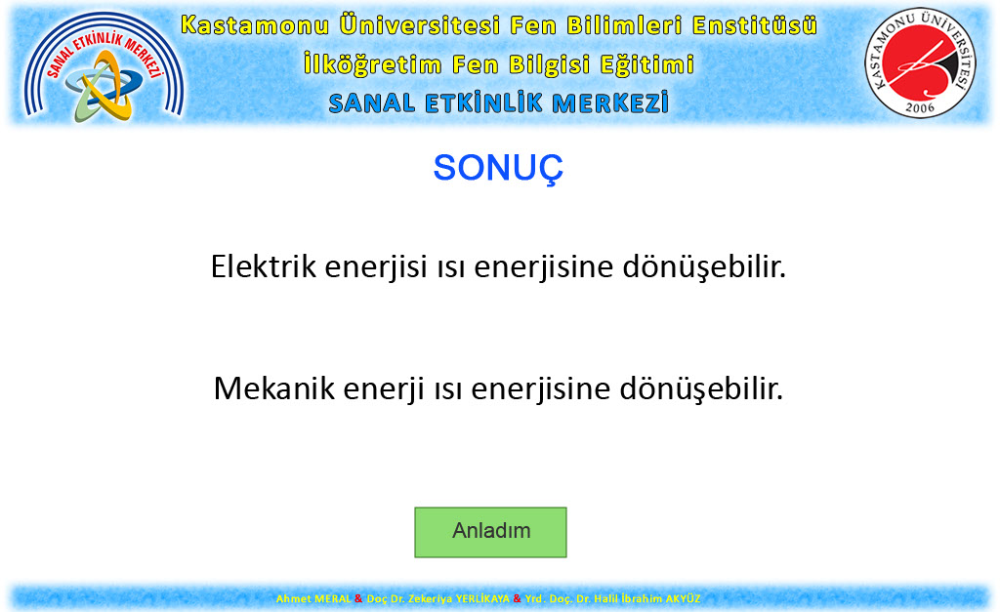 Kastamonu Üniversitesi Fen Bilimleri Enstitüsü
İlköğretim Fen Bilgisi Eğitimi
SANAL ETKİNLİK MERKEZİ
SANAL ETKİNLİK MERKEZİ
KASTAMONU ÜNİVERSİTESİ
2006
SONUÇ
Elektrik enerjisi ısı enerjisine dönüşebilir.
Mekanik enerji ısı enerjisine dönüşebilir.
Anladım
Ahmet MERAL & Doç Dr. Zekeriya YERLİKAYA & Yrd. Doç. Dr. Halil İbrahim AKYÜZ